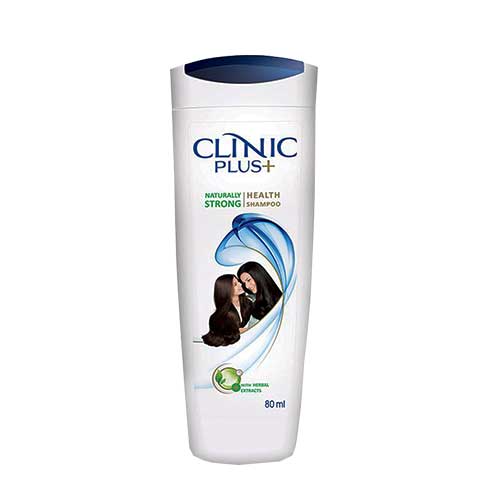 CLINIC
PLUS+
NATURALLY | HEALTH
STRONG | SHAMPOO
WITH HERBAL
EXTRACTS
80 ml